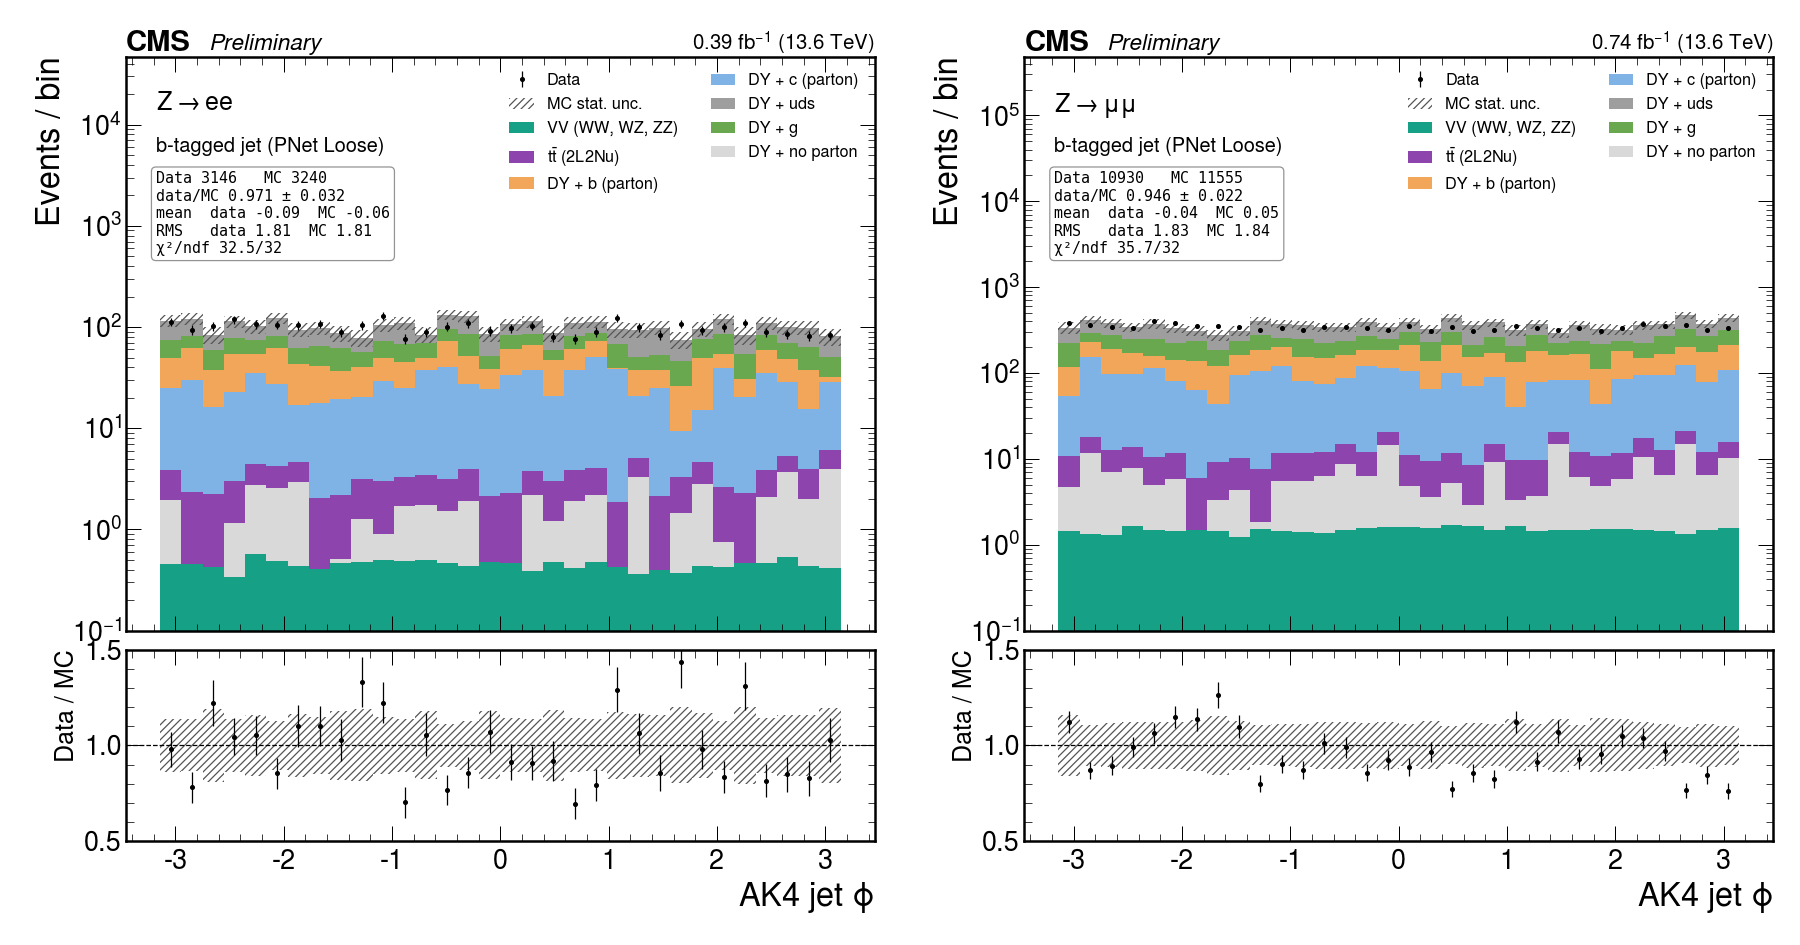 CMS Preliminary 0.39 fb⁻¹ (13.6 TeV)
Events / bin
Z → ee
b-tagged jet (PNet Loose)
Data 3146 MC 3240
data/MC 0.971 ± 0.032
mean data -0.09 MC -0.06
RMS data 1.81 MC 1.81
χ²/ndf 32.5/32
Data
MC stat. unc.
VV (WW, WZ, ZZ)
tt̄ (2L2Nu)
DY + b (parton)
DY + c (parton)
DY + uds
DY + g
DY + no parton
10⁴
10³
10²
10¹
10⁰
10⁻¹
Data / MC
1.5
1.0
0.5
-3 -2 -1 0 1 2 3
AK4 jet ϕ
CMS Preliminary 0.74 fb⁻¹ (13.6 TeV)
Events / bin
Z → μμ
b-tagged jet (PNet Loose)
Data 10930 MC 11555
data/MC 0.946 ± 0.022
mean data -0.04 MC 0.05
RMS data 1.83 MC 1.84
χ²/ndf 35.7/32
Data
MC stat. unc.
VV (WW, WZ, ZZ)
tt̄ (2L2Nu)
DY + b (parton)
DY + c (parton)
DY + uds
DY + g
DY + no parton
10⁵
10⁴
10³
10²
10¹
10⁰
10⁻¹
Data / MC
1.5
1.0
0.5
-3 -2 -1 0 1 2 3
AK4 jet ϕ